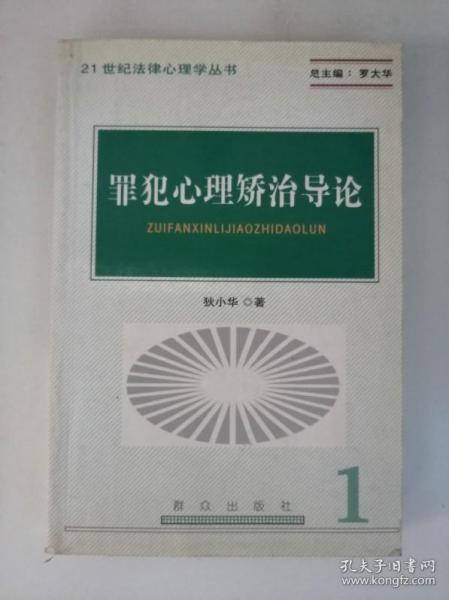 21世纪法律心理学丛书
总主编：罗大华
罪犯心理矫治导论
ZUIFANXINLIJIAOZHIDAOLUN
狄小华 ◇著
群众出版社
1
孔夫子旧书网
www.kongfz.com